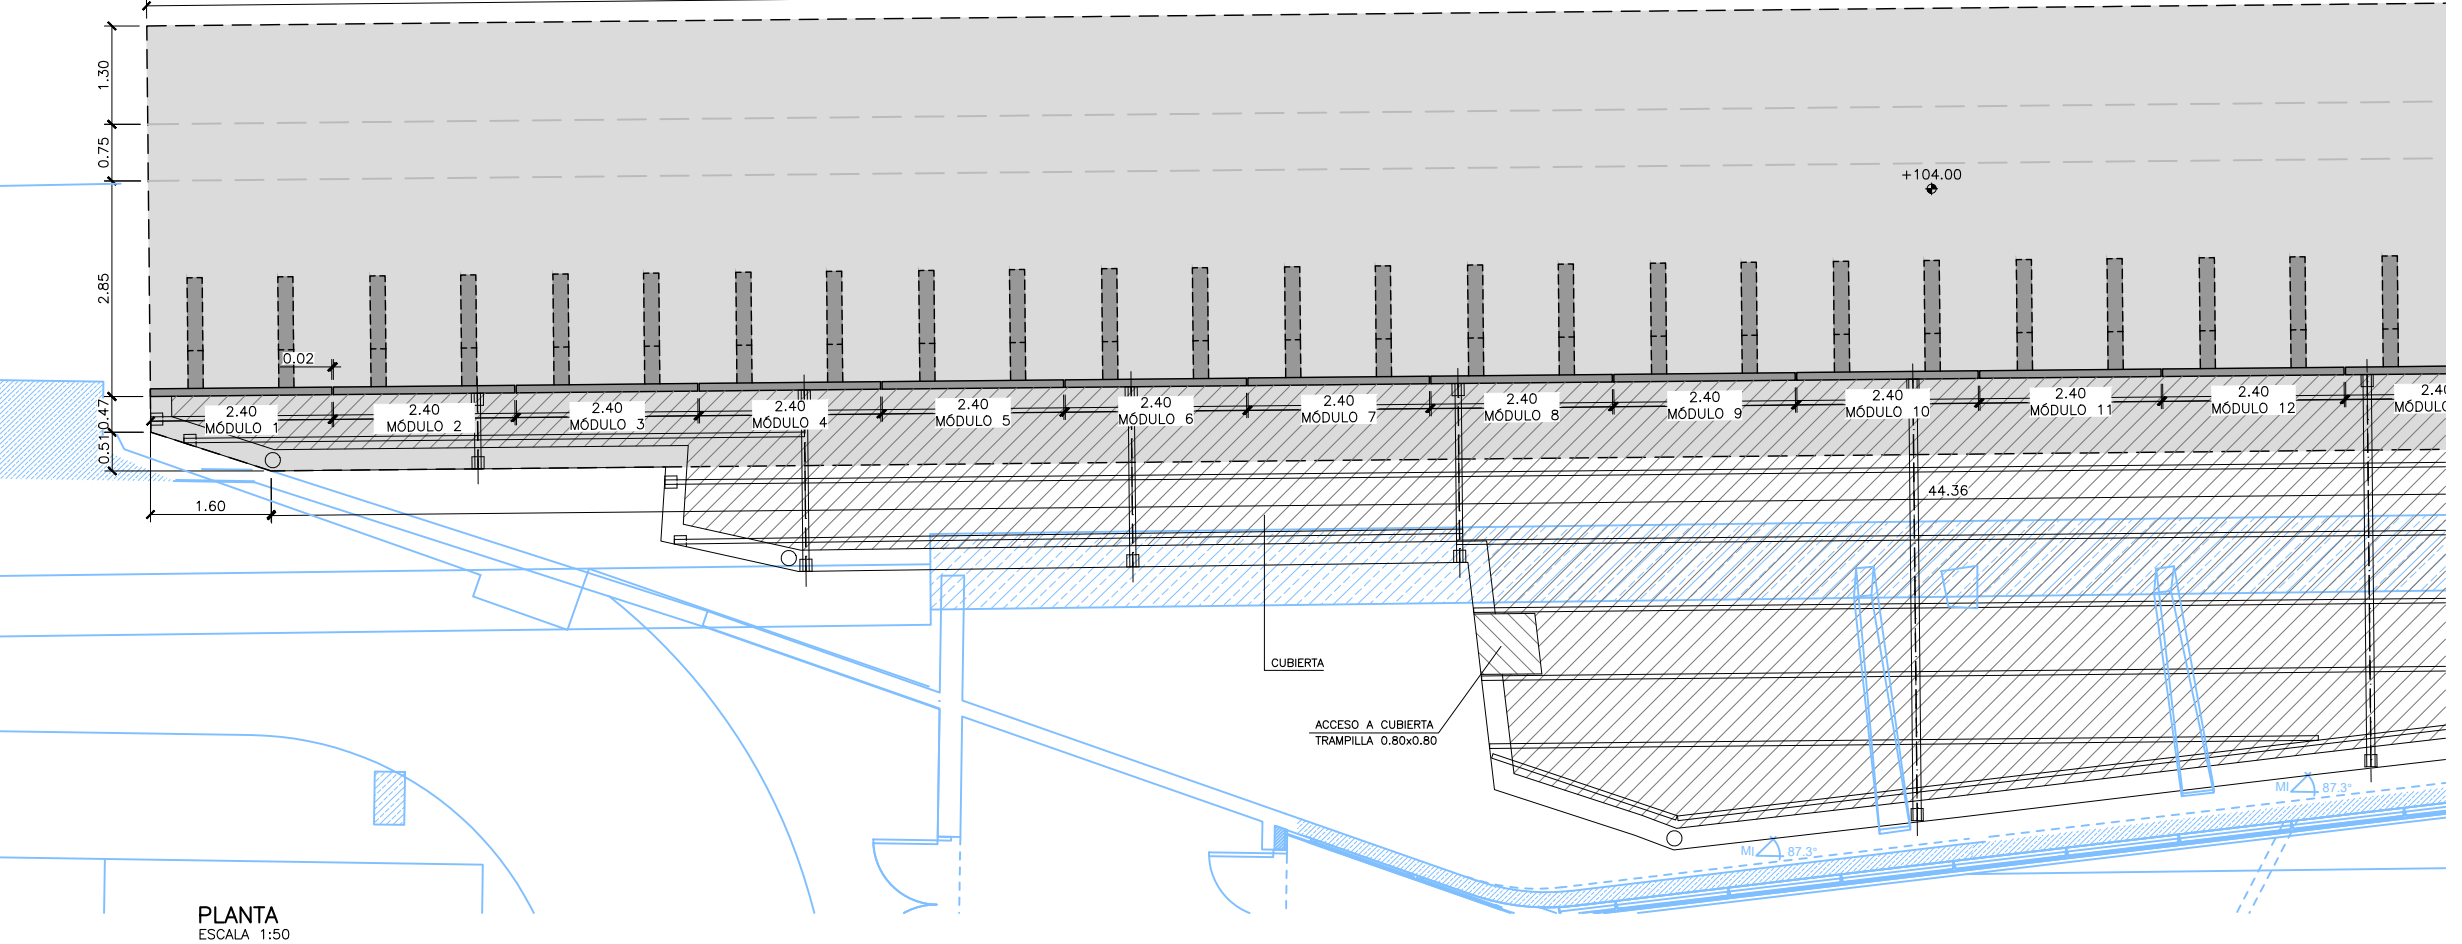 1.30
0.75
+104.00
2.85
0.02
0.47
0.51
2.40
MÓDULO 1
2.40
MÓDULO 2
2.40
MÓDULO 3
2.40
MÓDULO 4
2.40
MÓDULO 5
2.40
MÓDULO 6
2.40
MÓDULO 7
2.40
MÓDULO 8
2.40
MÓDULO 9
2.40
MÓDULO 10
2.40
MÓDULO 11
2.40
MÓDULO 12
1.60
44.36
CUBIERTA
ACCESO A CUBIERTA
TRAMPILLA 0.80x0.80
MI 87.3°
MI 87.3°
PLANTA
ESCALA 1:50